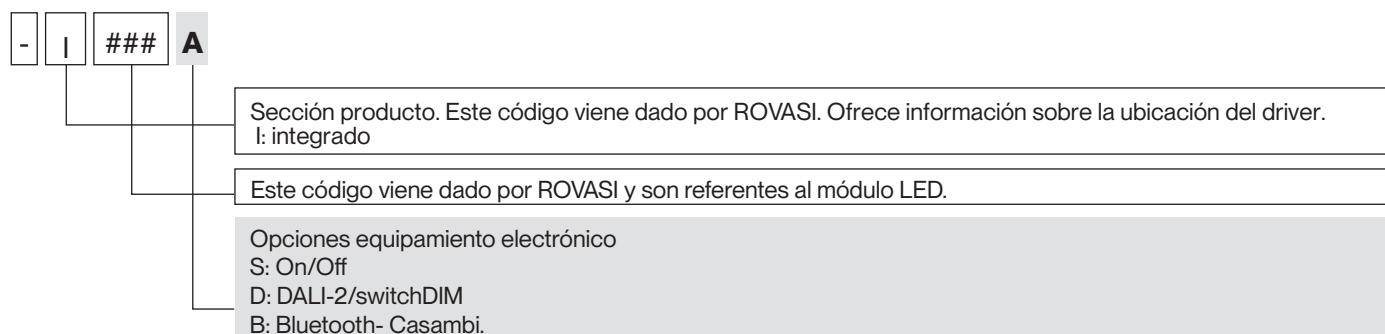 - I ### A
Sección producto. Este código viene dado por ROVASI. Ofrece información sobre la ubicación del driver.
I: integrado
Este código viene dado por ROVASI y son referentes al módulo LED.
Opciones equipamiento electrónico
S: On/Off
D: DALI-2/switchDIM
B: Bluetooth- Casambi.